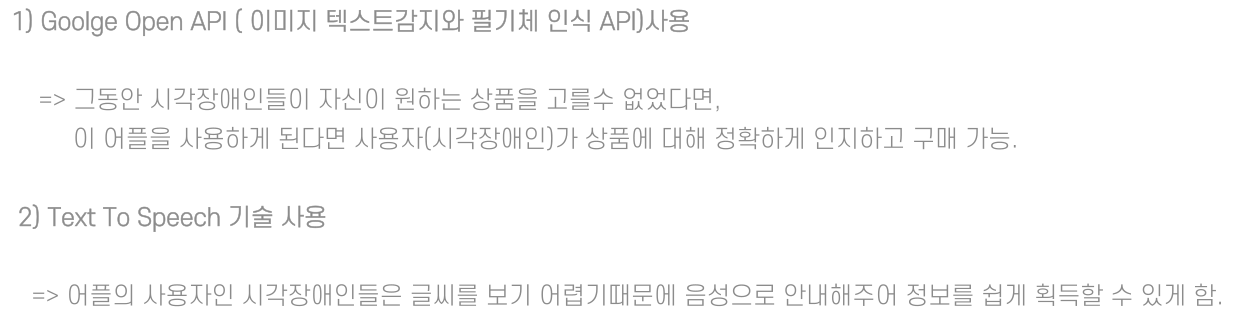 1) Goolge Open API ( 이미지 텍스트감지와 필기체 인식 API)사용
=> 그동안 시각장애인들이 자신이 원하는 상품을 고를수 없었다면,
이 어플을 사용하게 된다면 사용자(시각장애인)가 상품에 대해 정확하게 인지하고 구매 가능.
2) Text To Speech 기술 사용
=> 어플의 사용자인 시각장애인들은 글씨를 보기 어렵기때문에 음성으로 안내해주어 정보를 쉽게 획득할 수 있게 함.